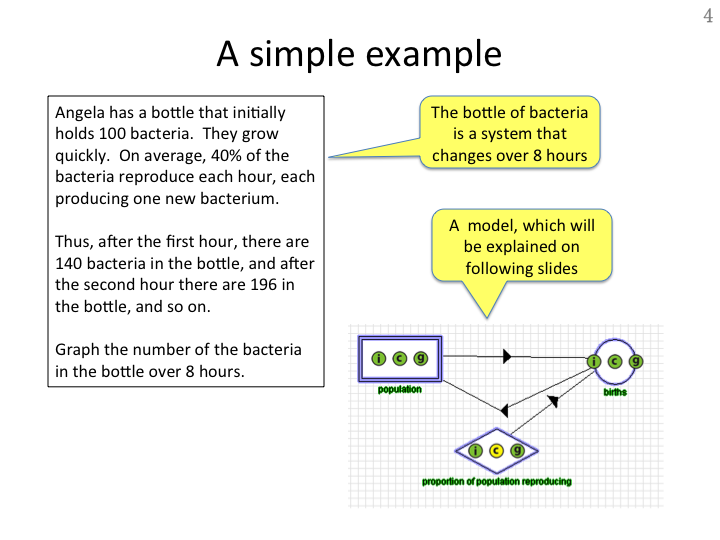 4
A simple example
Angela has a bottle that initially
holds 100 bacteria.  They grow
quickly.  On average, 40% of the
bacteria reproduce each hour, each
producing one new bacterium.
Thus, after the first hour, there are
140 bacteria in the bottle, and after
the second hour there are 196 in
the bottle, and so on.
Graph the number of the bacteria
in the bottle over 8 hours.
The bottle of bacteria
is a system that
changes over 8 hours
A  model, which will
be explained on
following slides
i c g
population
i c g
births
i c g
proportion of population reproducing